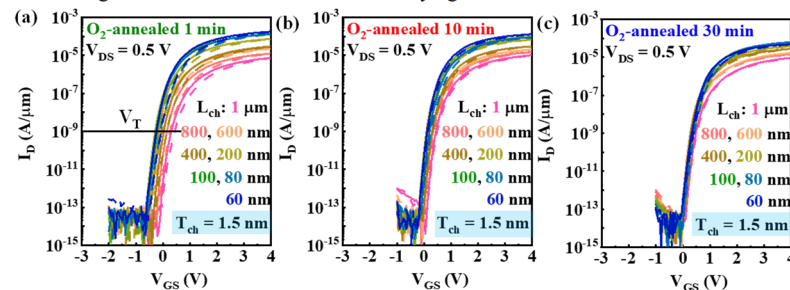 (a)
O2-annealed 1 min
VDS = 0.5 V
VT
Lch: 1 μm
800, 600 nm
400, 200 nm
100, 80 nm
60 nm
Tch = 1.5 nm
10-3
10-5
10-7
10-9
10-11
10-13
10-15
-3 -2 -1 0 1 2 3 4
ID (A/μm)
VGS (V)
(b)
O2-annealed 10 min
VDS = 0.5 V
Lch: 1 μm
800, 600 nm
400, 200 nm
100, 80 nm
60 nm
Tch = 1.5 nm
10-3
10-5
10-7
10-9
10-11
10-13
10-15
-3 -2 -1 0 1 2 3 4
ID (A/μm)
VGS (V)
(c)
O2-annealed 30 min
VDS = 0.5 V
Lch: 1 μm
800, 600 nm
400, 200 nm
100, 80 nm
60 nm
Tch = 1.5 nm
10-3
10-5
10-7
10-9
10-11
10-13
10-15
-3 -2 -1 0 1 2 3 4
ID (A/μm)
VGS (V)